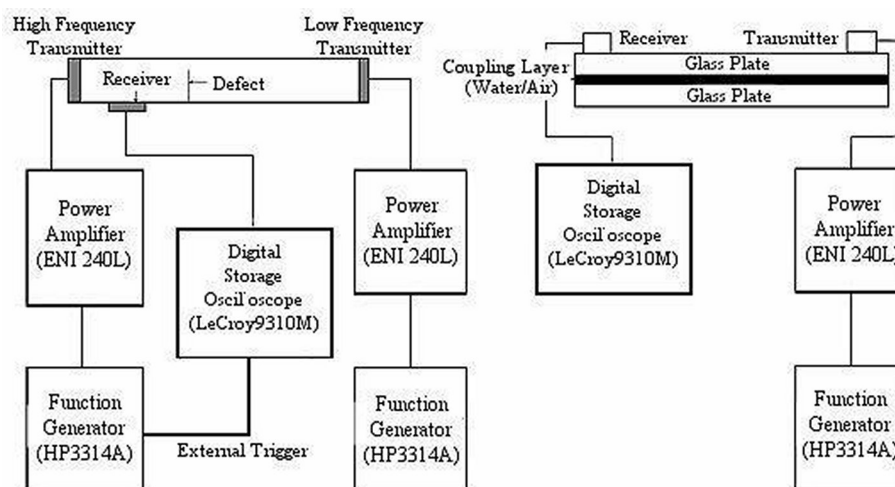 High Frequency
Transmitter
Low Frequency
Transmitter
Receiver
Defect
Power
Amplifier
(ENI 240L)
Digital
Storage
Oscil oscope
(LeCroy9310M)
Power
Amplifier
(ENI 240L)
Function
Generator
(HP3314A)
External Trigger
Function
Generator
(HP3314A)
Receiver
Transmitter
Coupling Layer
(Water/Air)
Glass Plate
Glass Plate
Digital
Storage
Oscil oscope
(LeCroy9310M)
Power
Amplifier
(ENI 240L)
Function
Generator
(HP3314A)